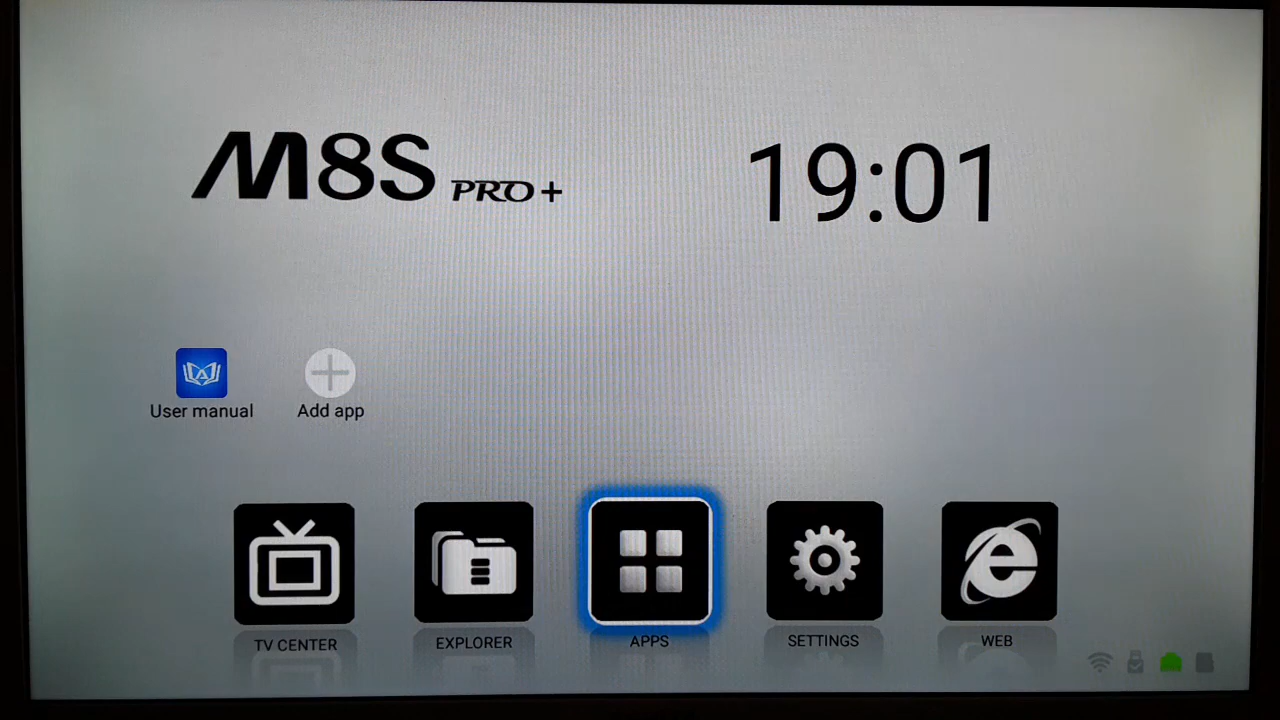 M8S PRO+
19:01
User manual
Add app
TV CENTER
EXPLORER
APPS
SETTINGS
WEB